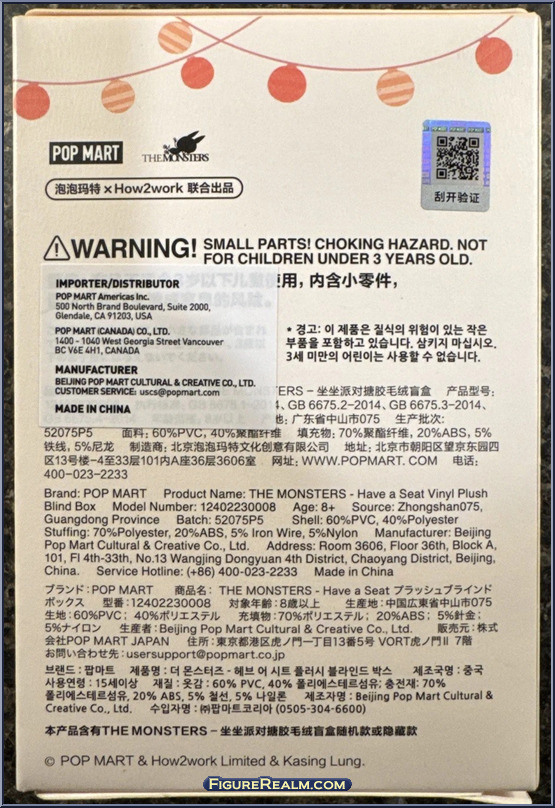 POP MART
THE MONSTERS
泡泡玛特 × How2work 联合出品
刮开验证
WARNING! SMALL PARTS! CHOKING HAZARD. NOT
FOR CHILDREN UNDER 3 YEARS OLD.
使用，内含小零件，
IMPORTER/DISTRIBUTOR
POP MART Americas Inc.
500 North Brand Boulevard, Suite 2000,
Glendale, CA 91203, USA
POP MART (CANADA) CO., LTD.
1400 - 1040 West Georgia Street Vancouver
BC V6E 4H1, CANADA
MANUFACTURER
BEIJING POP MART CULTURAL & CREATIVE CO., LTD.
CUSTOMER SERVICE: uscs@popmart.com
MADE IN CHINA
* 경고: 이 제품은 질식의 위험이 있는 작은
부품을 포함하고 있습니다. 삼키지 마십시오.
3세 미만의 어린이는 사용할 수 없습니다.
MONSTERS – 坐坐派对搪胶毛绒盲盒 产品型号:
GB 6675.2–2014、GB 6675.3–2014、
地: 广东省中山市075 生产批次:
52075P5 面料: 60%PVC, 40%聚酯纤维 填充物: 70%聚酯纤维, 20%ABS, 5%
铁线, 5%尼龙 制造商: 北京泡泡玛特文化创意有限公司 地址: 北京市朝阳区望京东园四
区13号楼-4至33层101内A座36层3606室 网址: WWW.POPMART.COM 电话:
400-023-2233
Brand: POP MART Product Name: THE MONSTERS - Have a Seat Vinyl Plush
Blind Box Model Number: 12402230008 Age: 8+ Source: Zhongshan075,
Guangdong Province Batch: 52075P5 Shell: 60%PVC, 40%Polyester
Stuffing: 70%Polyester, 20%ABS, 5% Iron Wire, 5%Nylon Manufacturer: Beijing
Pop Mart Cultural & Creative Co., Ltd. Address: Room 3606, Floor 36th, Block A,
101, Fl 4th-33th, No.13 Wangjing Dongyuan 4th District, Chaoyang District, Beijing,
China. Service Hotline: (+86) 400-023-2233 Made in China
ブランド: POP MART 商品名: THE MONSTERS - Have a Seat プラッシュブラインド
ボックス 型番: 12402230008 対象年齢: 8歳以上 生産地: 中国広東省中山市075
生地: 60%PVC; 40%ポリエステル 充填物: 70%ポリエステル; 20%ABS; 5%針金;
5%ナイロン 生産者: Beijing Pop Mart Cultural & Creative Co., Ltd. 販売元: 株式
会社POP MART JAPAN 住所: 東京都港区虎ノ門一丁目13番5号 VORT虎ノ門II 7階
お問い合わせ先: usersupport@popmart.co.jp
브랜드 : 팝마트 제품명 : 더 몬스터즈 - 헤브 어 시트 플러시 블라인드 박스 제조국명 : 중국
사용연령 : 15세이상 재질 : 옷감 : 60% PVC, 40% 폴리에스테르섬유; 충전재: 70%
폴리에스테르섬유, 20% ABS, 5% 철선, 5% 나일론 제조자명 : Beijing Pop Mart Cultural &
Creative Co., Ltd. 수입자명 : ㈜팝마트코리아 (0505-304-6600)
本产品含有THE MONSTERS – 坐坐派对搪胶毛绒盲盒随机款或隐藏款
© POP MART & How2work Limited & Kasing Lung.
FigureRealm.com